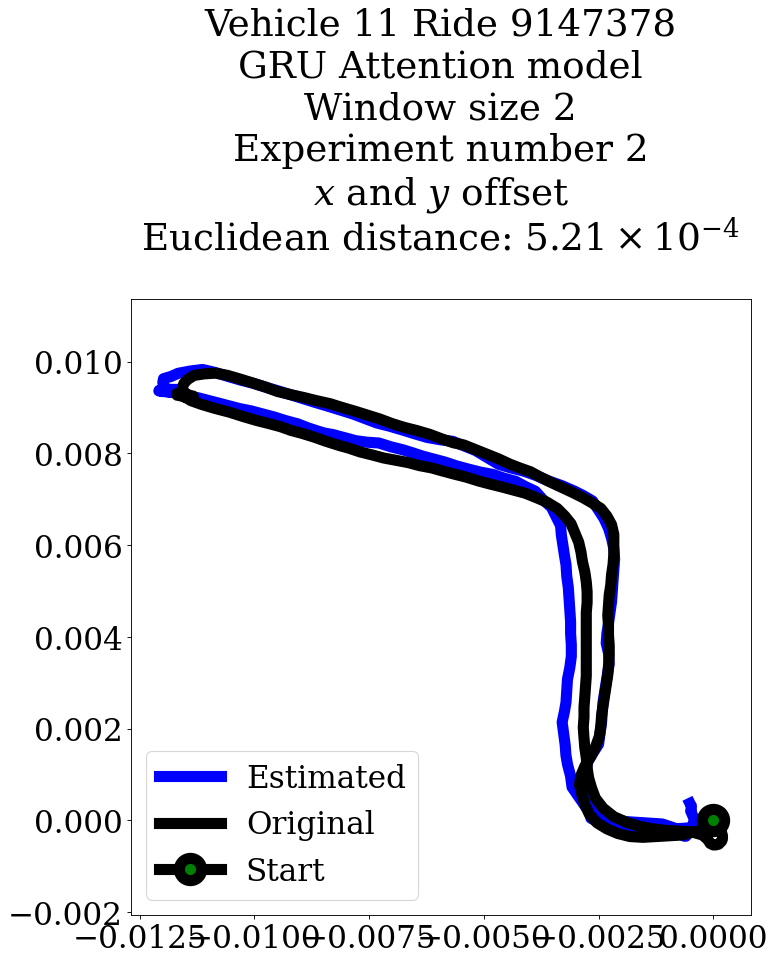 Vehicle 11 Ride 9147378
GRU Attention model
Window size 2
Experiment number 2
x and y offset
Euclidean distance: 5.21 × 10⁻⁴
0.010
0.008
0.006
0.004
0.002
0.000
−0.002
Estimated
Original
Start
−0.0125 −0.0100 −0.0075 −0.0050 −0.0025 0.0000